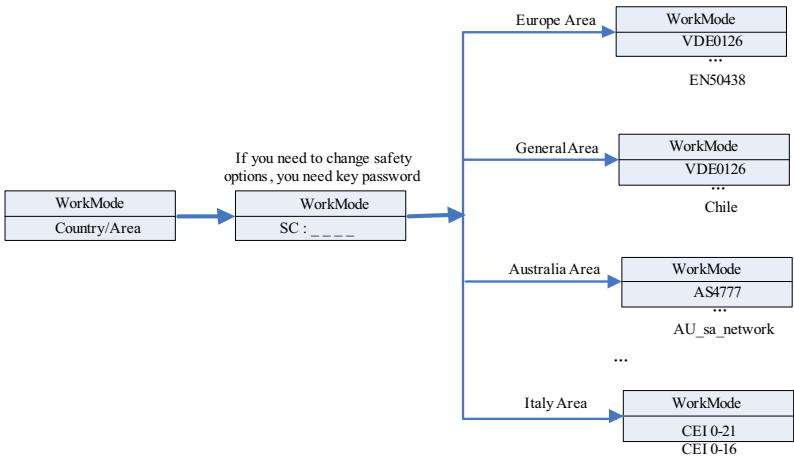 WorkMode
Country/Area
If you need to change safety
options, you need key password
WorkMode
SC : _ _ _ _
Europe Area
WorkMode
VDE0126
...
EN50438
General Area
WorkMode
VDE0126
...
Chile
Australia Area
WorkMode
AS4777
...
AU_sa_network
...
Italy Area
WorkMode
CEI 0-21
CEI 0-16